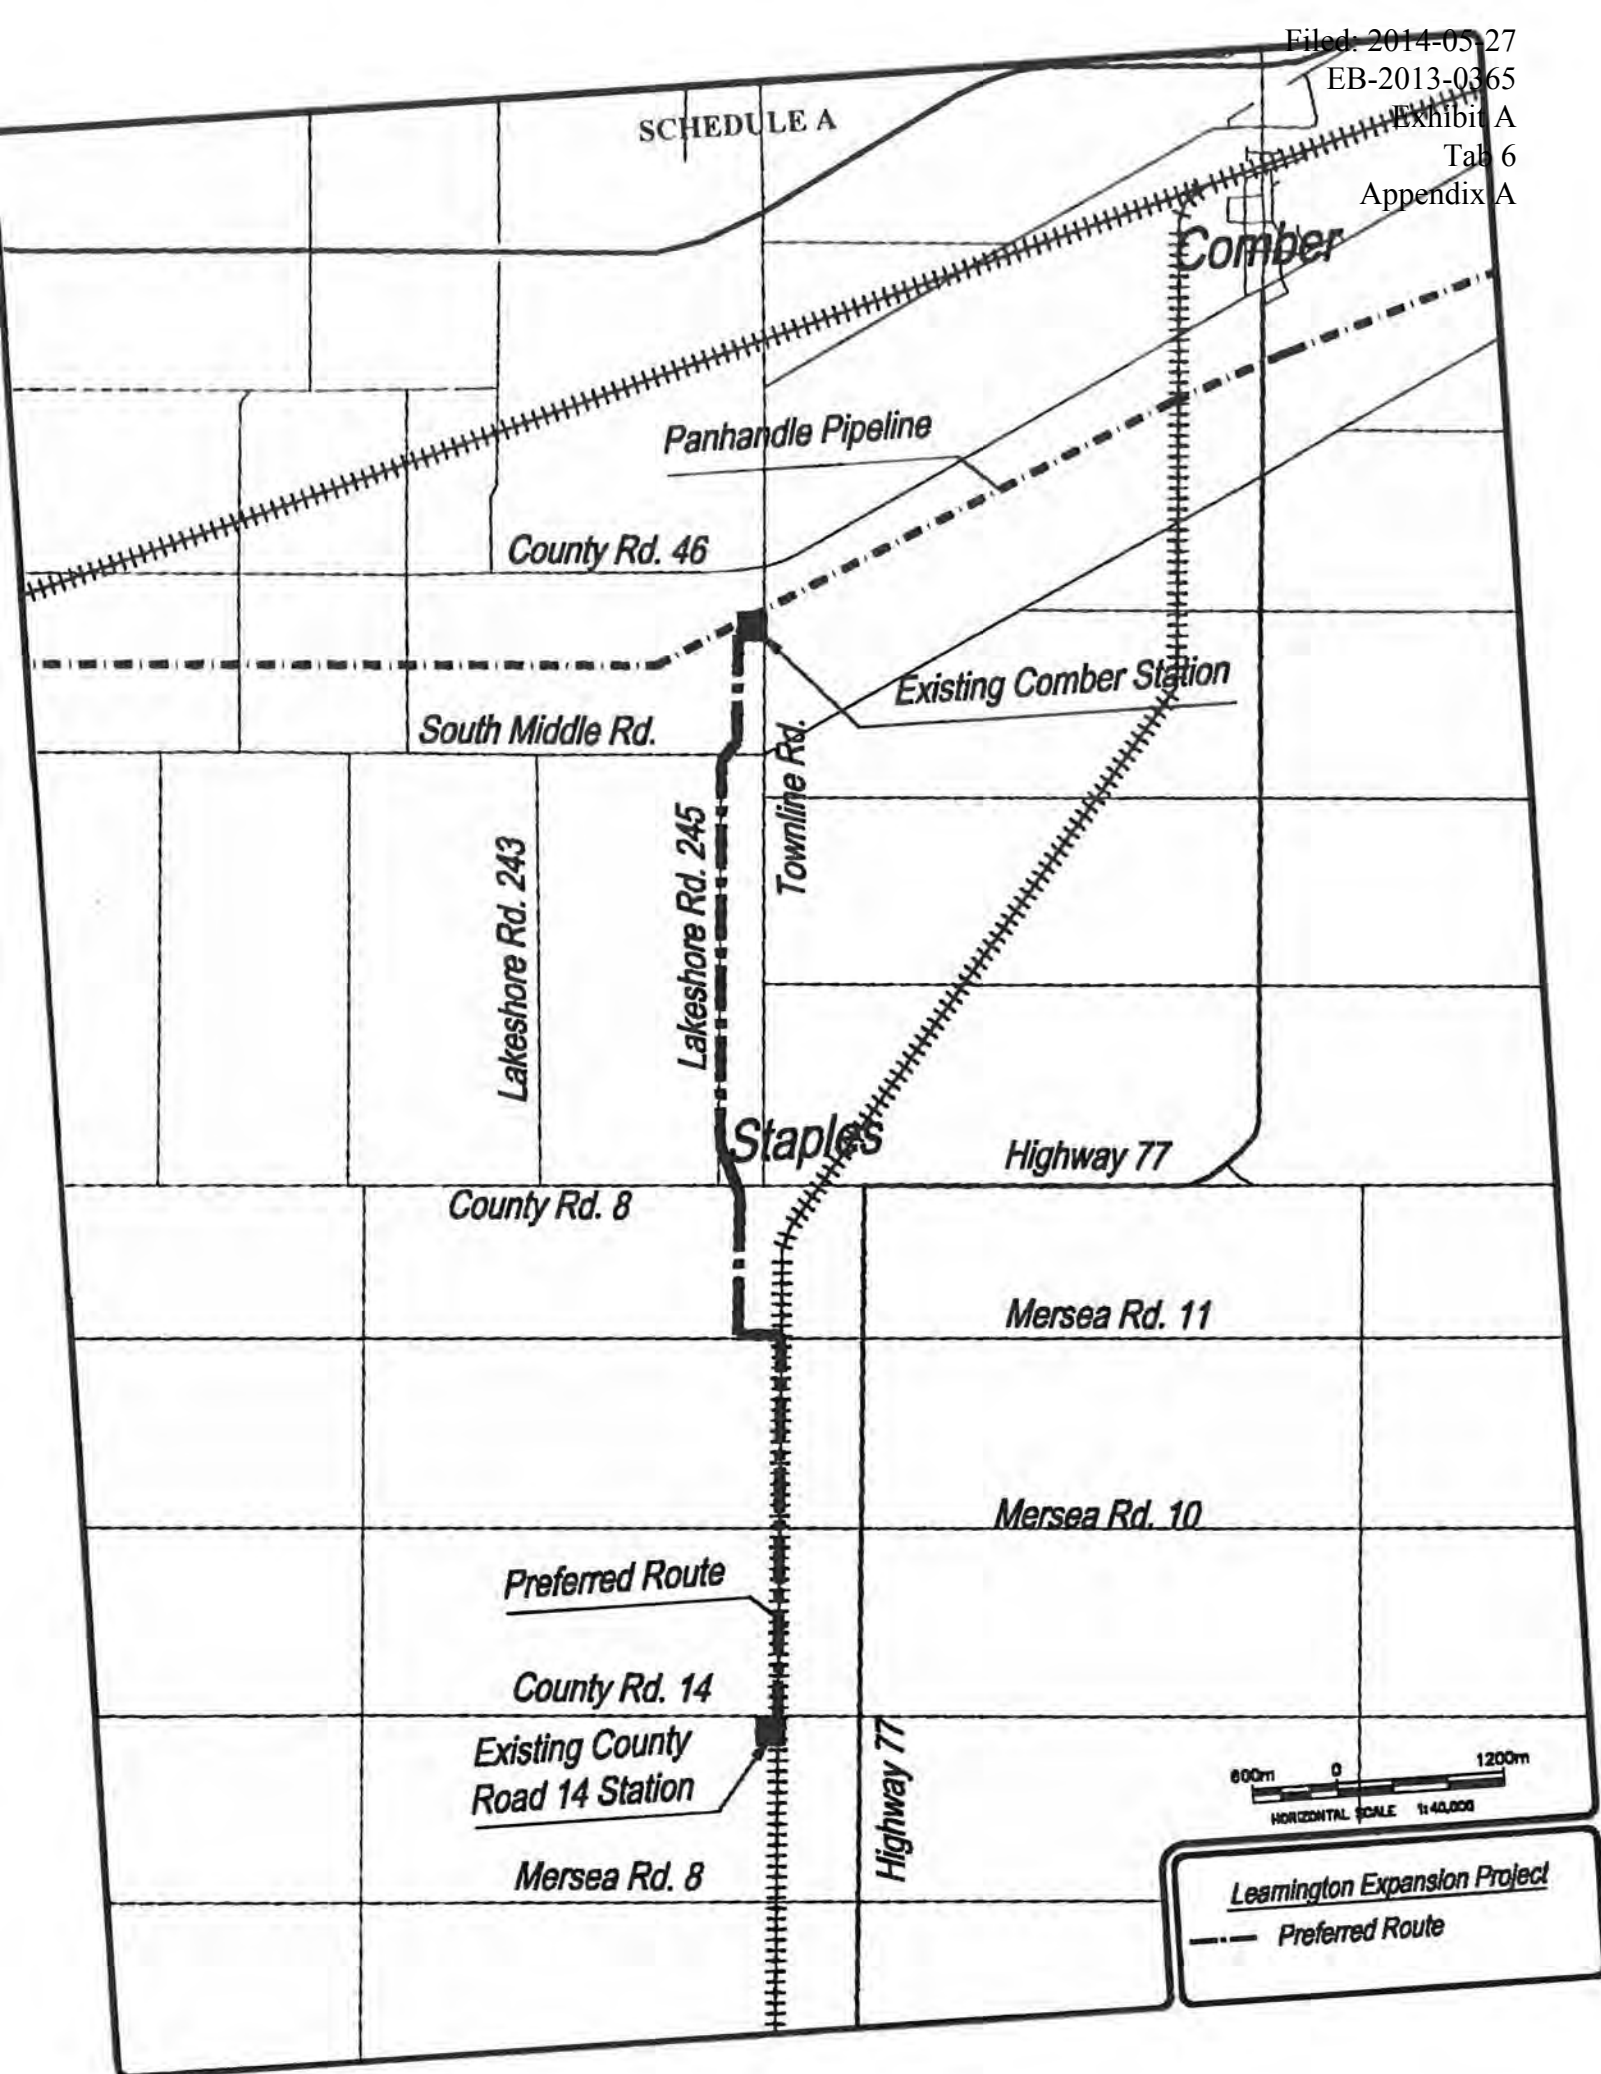 Filed: 2014-05-27
EB-2013-0365
Exhibit A
Tab 6
Appendix A
SCHEDULE A
Comber
Panhandle Pipeline
County Rd. 46
Existing Comber Station
South Middle Rd.
Townline Rd.
Lakeshore Rd. 245
Lakeshore Rd. 243
Staples
Highway 77
County Rd. 8
Mersea Rd. 11
Mersea Rd. 10
Preferred Route
County Rd. 14
Existing County
Road 14 Station
Highway 77
Mersea Rd. 8
600m 0 1200m
HORIZONTAL SCALE 1:40,000
Leamington Expansion Project
Preferred Route